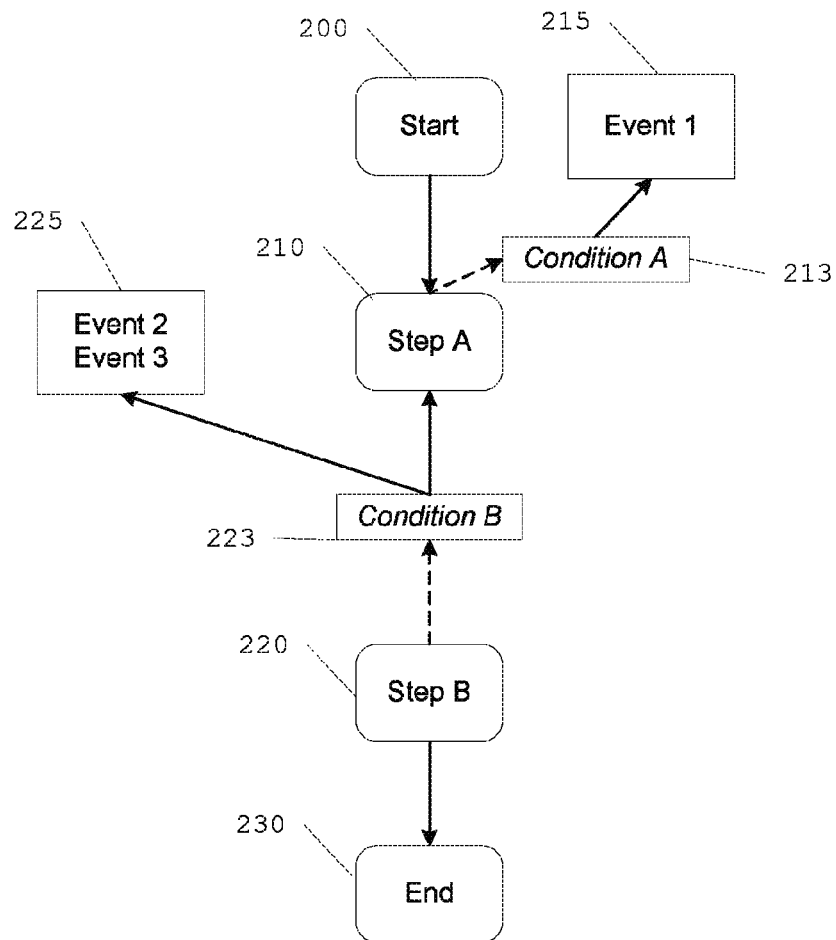 200
215
Start
Event 1
225
210
Condition A
213
Event 2
Event 3
Step A
Condition B
223
220
Step B
230
End